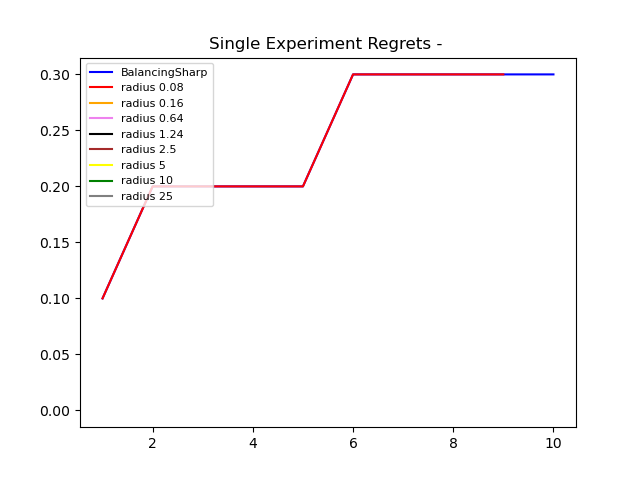 Single Experiment Regrets -
BalancingSharp
radius 0.08
radius 0.16
radius 0.64
radius 1.24
radius 2.5
radius 5
radius 10
radius 25
0.30
0.25
0.20
0.15
0.10
0.05
0.00
2 4 6 8 10